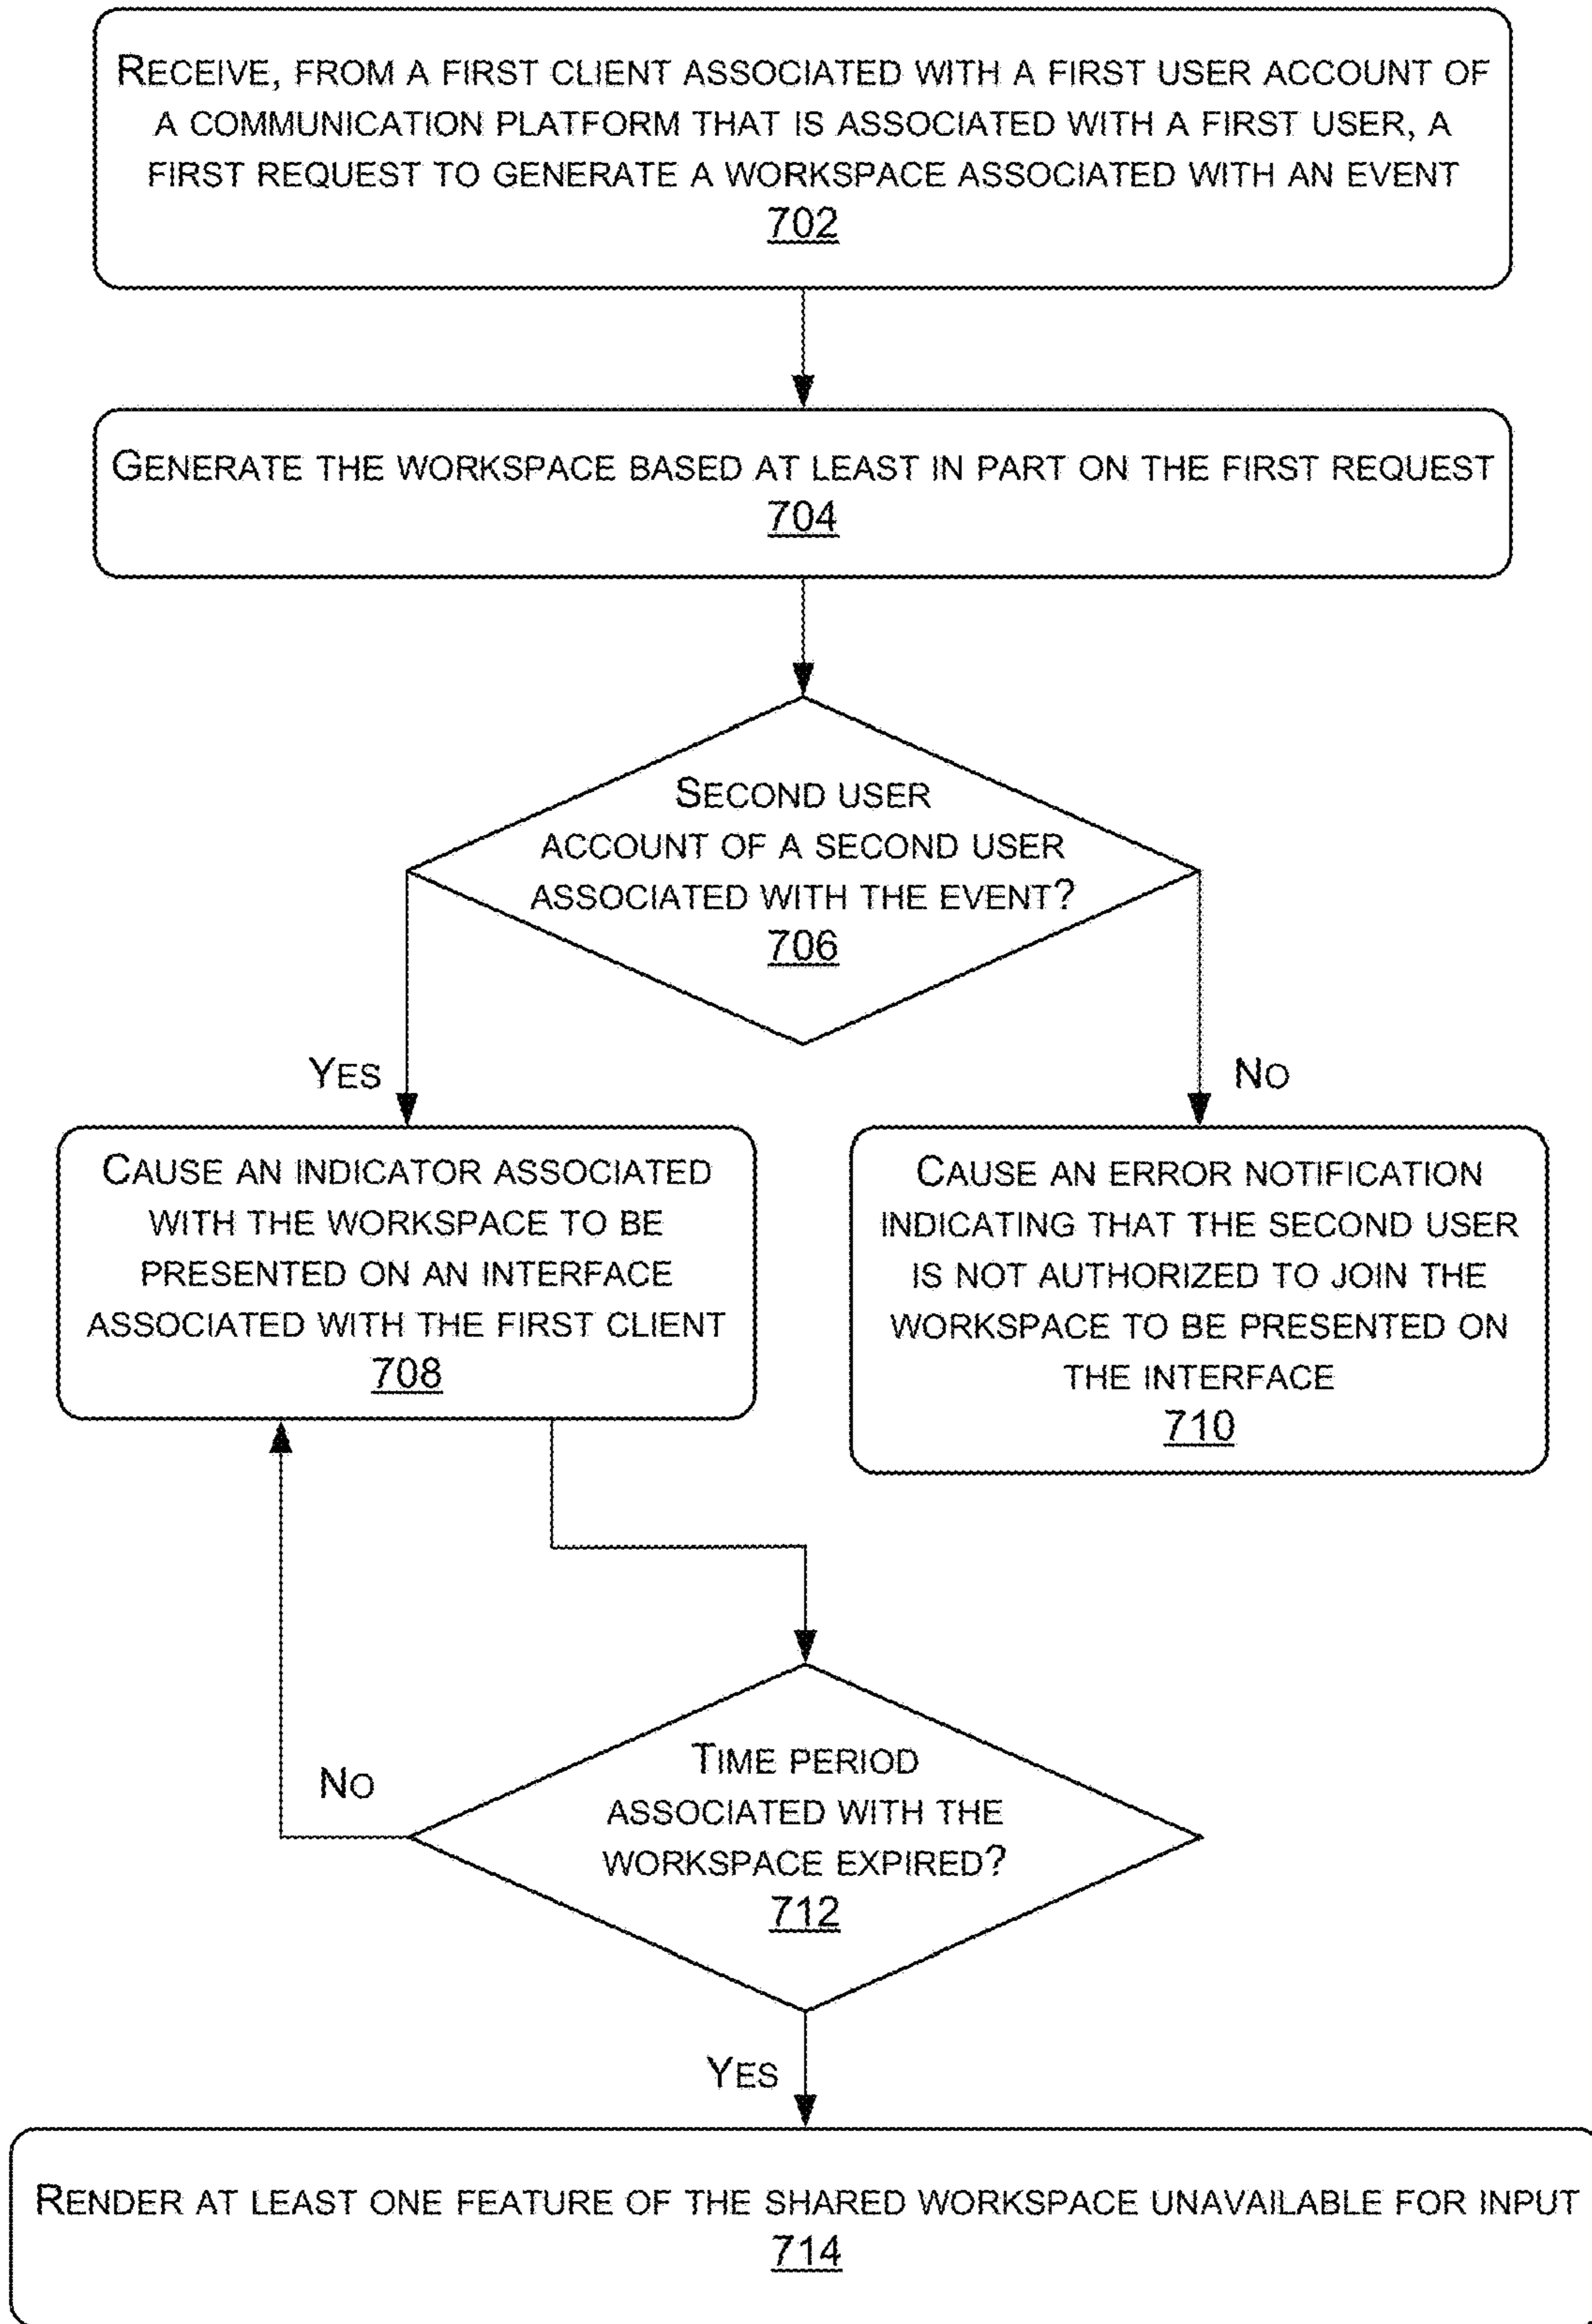 RECEIVE, FROM A FIRST CLIENT ASSOCIATED WITH A FIRST USER ACCOUNT OF
A COMMUNICATION PLATFORM THAT IS ASSOCIATED WITH A FIRST USER, A
FIRST REQUEST TO GENERATE A WORKSPACE ASSOCIATED WITH AN EVENT
702
GENERATE THE WORKSPACE BASED AT LEAST IN PART ON THE FIRST REQUEST
704
SECOND USER
ACCOUNT OF A SECOND USER
ASSOCIATED WITH THE EVENT?
706
YES
NO
CAUSE AN INDICATOR ASSOCIATED
WITH THE WORKSPACE TO BE
PRESENTED ON AN INTERFACE
ASSOCIATED WITH THE FIRST CLIENT
708
CAUSE AN ERROR NOTIFICATION
INDICATING THAT THE SECOND USER
IS NOT AUTHORIZED TO JOIN THE
WORKSPACE TO BE PRESENTED ON
THE INTERFACE
710
NO
TIME PERIOD
ASSOCIATED WITH THE
WORKSPACE EXPIRED?
712
YES
RENDER AT LEAST ONE FEATURE OF THE SHARED WORKSPACE UNAVAILABLE FOR INPUT
714